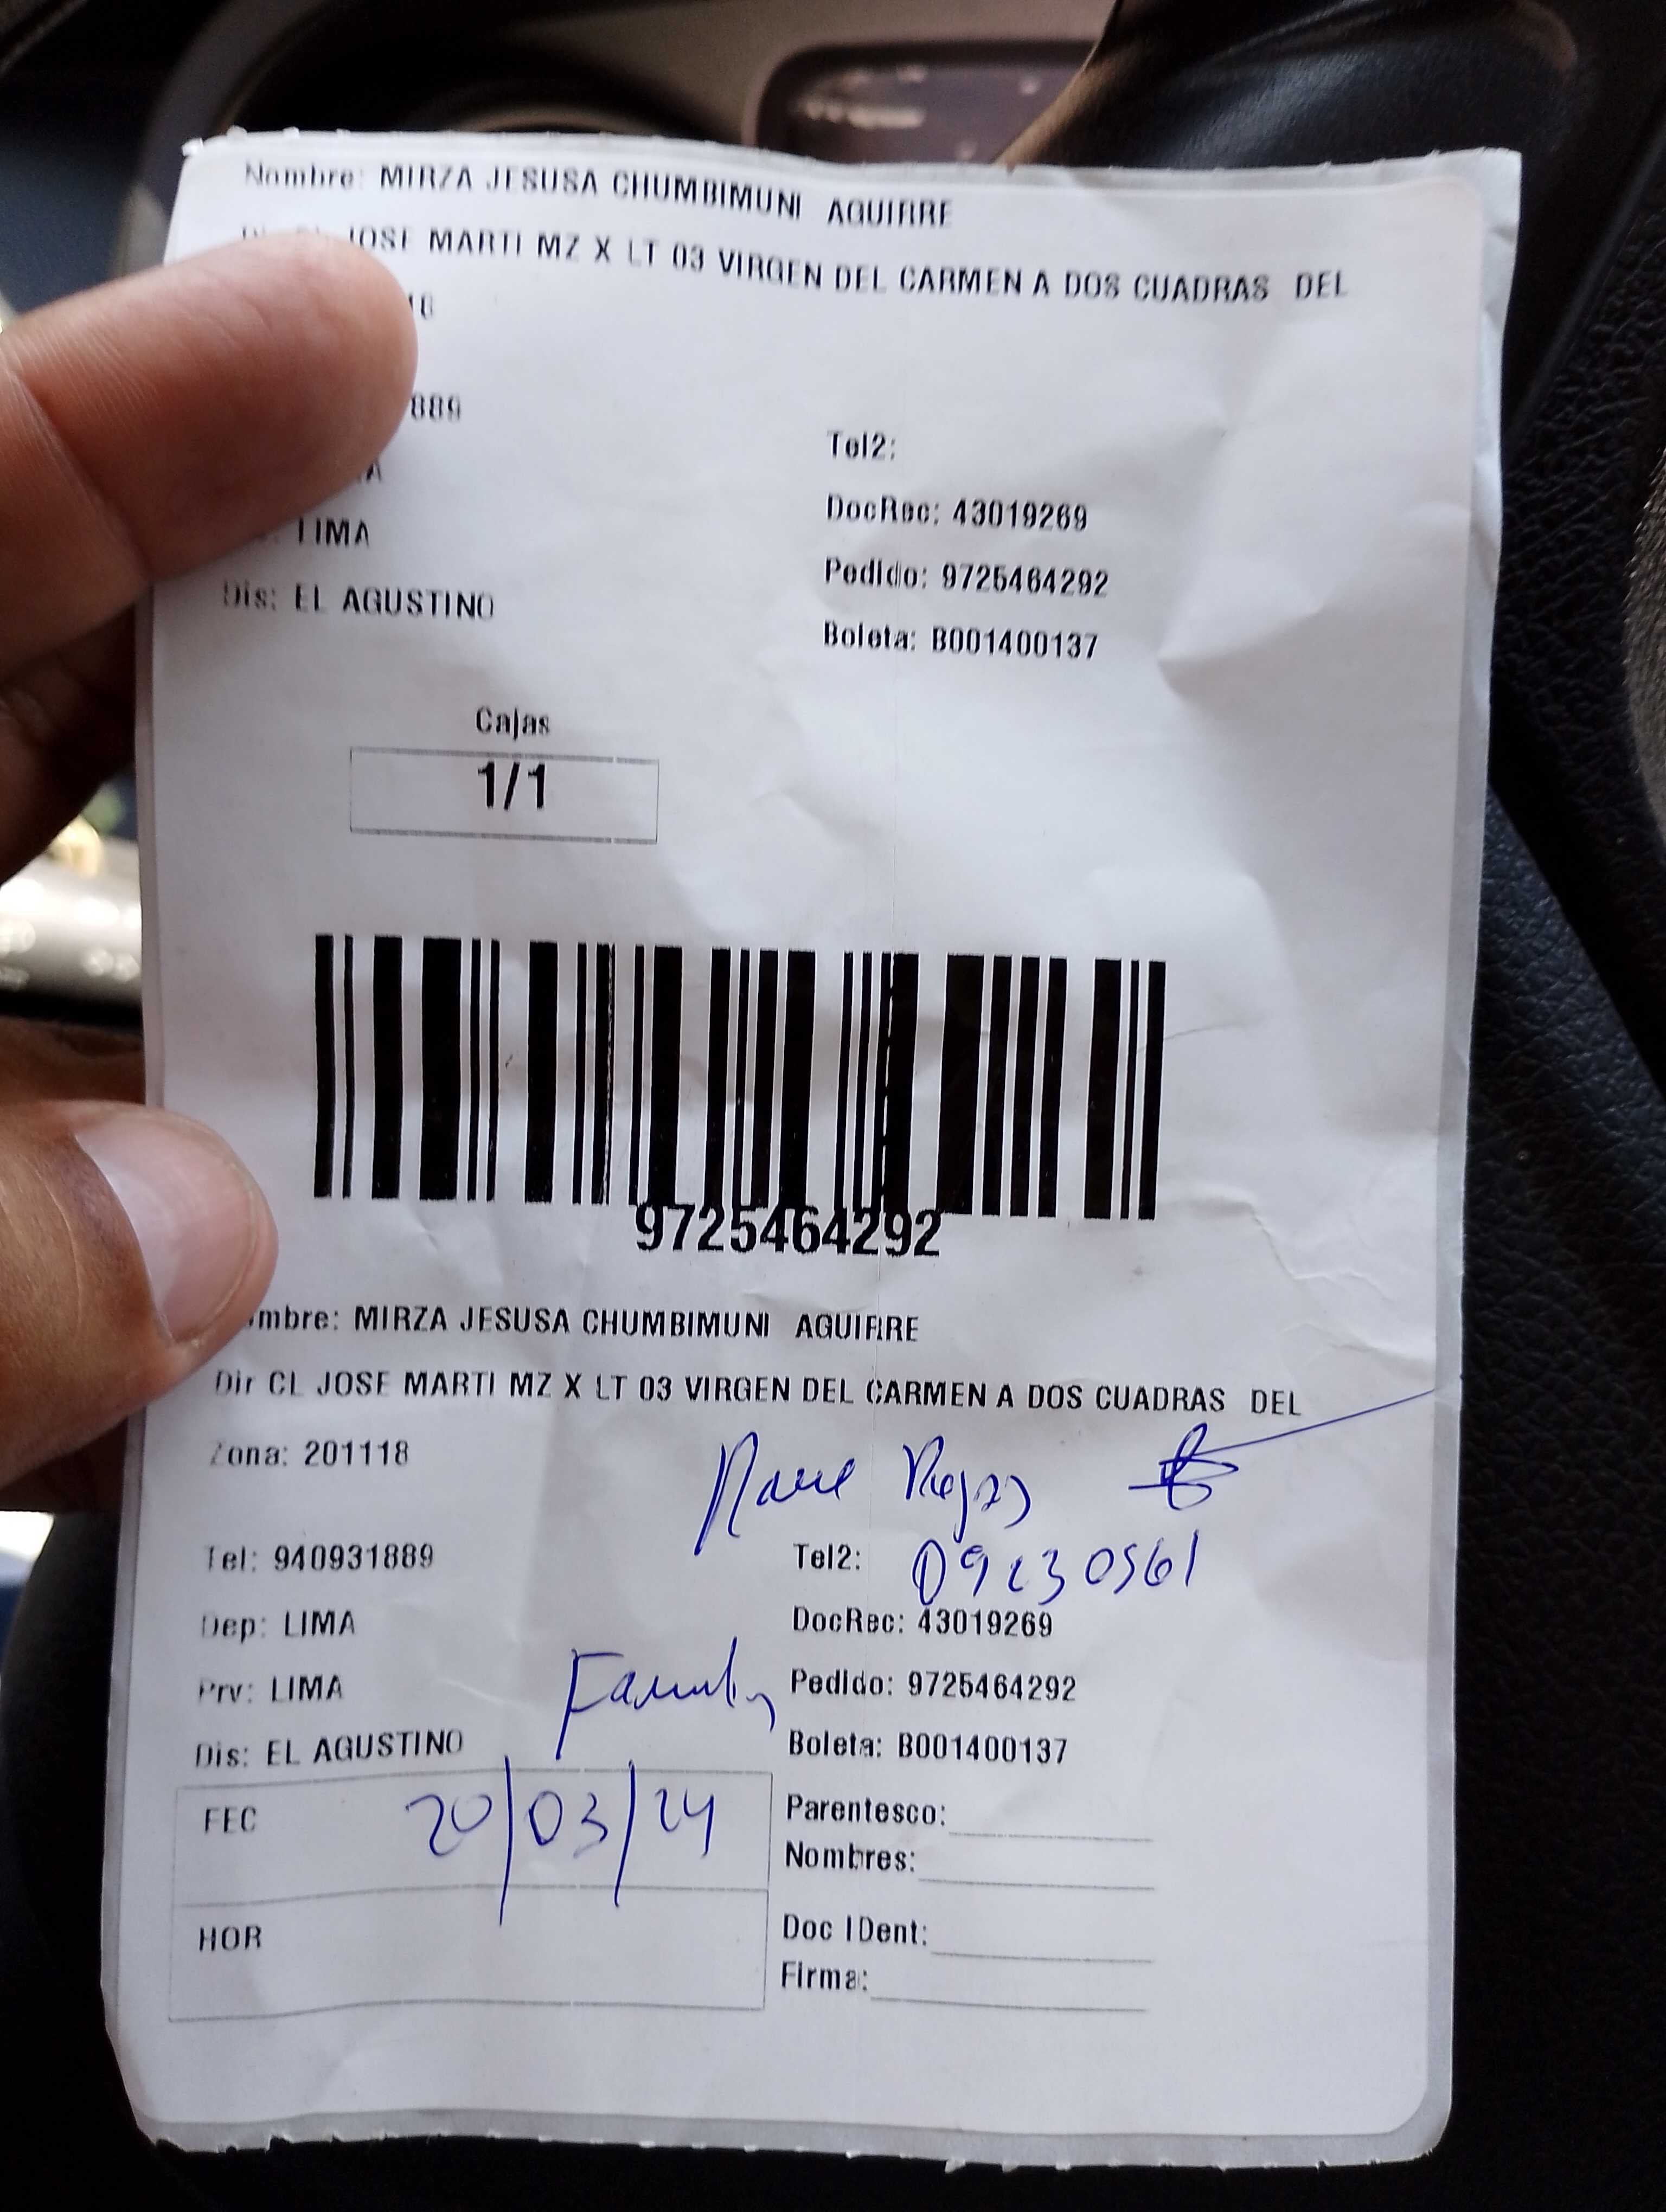 Nombre: MIRZA JESUSA CHUMBIMUNI AGUIRRE
JOSE MARTI MZ X LT 03 VIRGEN DEL CARMEN A DOS CUADRAS DEL
889
Tel2:
DocRec: 43019269
LIMA
Pedido: 9725464292
Dis: EL AGUSTINO
Boleta: B001400137
Cajas
1/1
9725464292
mbre: MIRZA JESUSA CHUMBIMUNI AGUIRRE
Dir CL JOSE MARTI MZ X LT 03 VIRGEN DEL CARMEN A DOS CUADRAS DEL
Zona: 201118
Tel: 940931889
Tel2:
Dep: LIMA
DocRec: 43019269
Prv: LIMA
Pedido: 9725464292
Dis: EL AGUSTINO
Boleta: B001400137
FEC 20/03/24
Parentesco:
Nombres:
HOR
Doc IDent:
Firma: